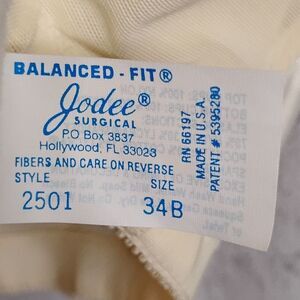 BALANCED - FIT®
Jodee®
SURGICAL
P.O Box 3837
Hollywood, FL 33023
FIBERS AND CARE ON REVERSE
STYLE SIZE
2501 34B
RN 66197
MADE IN U.S.A.
PATENT # 5395280